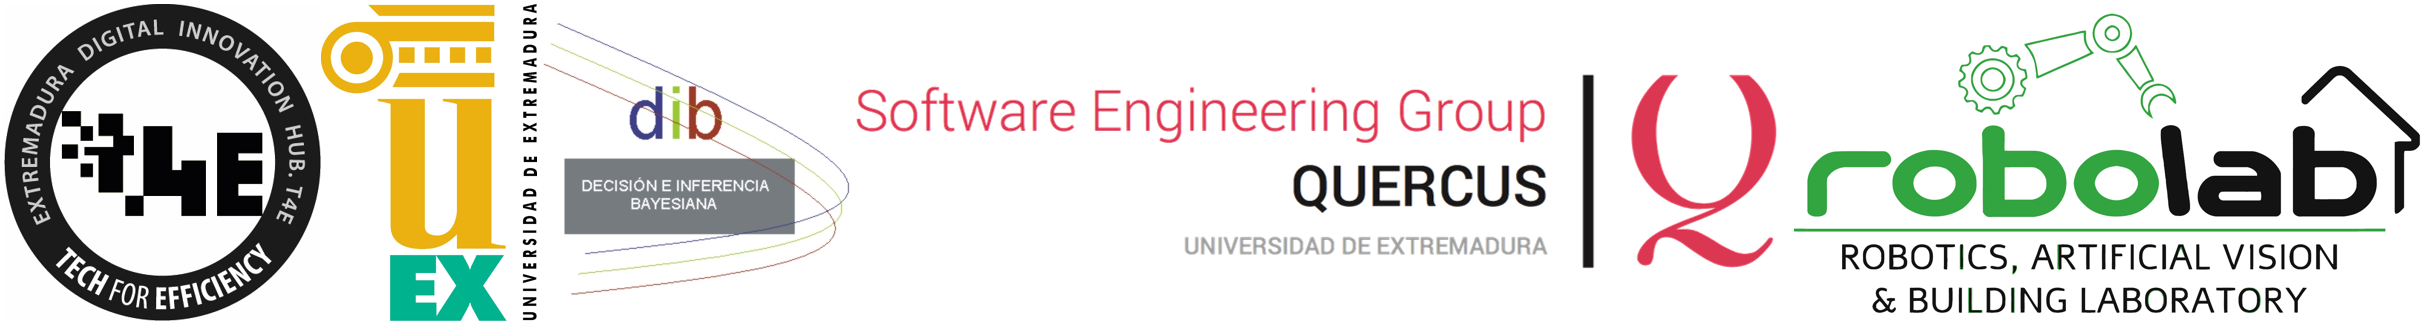 EXTREMADURA DIGITAL INNOVATION HUB. T4E
T4E
TECH FOR EFFICIENCY
u
EX
UNIVERSIDAD DE EXTREMADURA
dib
DECISIÓN E INFERENCIA
BAYESIANA
Software Engineering Group
QUERCUS
UNIVERSIDAD DE EXTREMADURA
Q
robolab
ROBOTICS, ARTIFICIAL VISION
& BUILDING LABORATORY